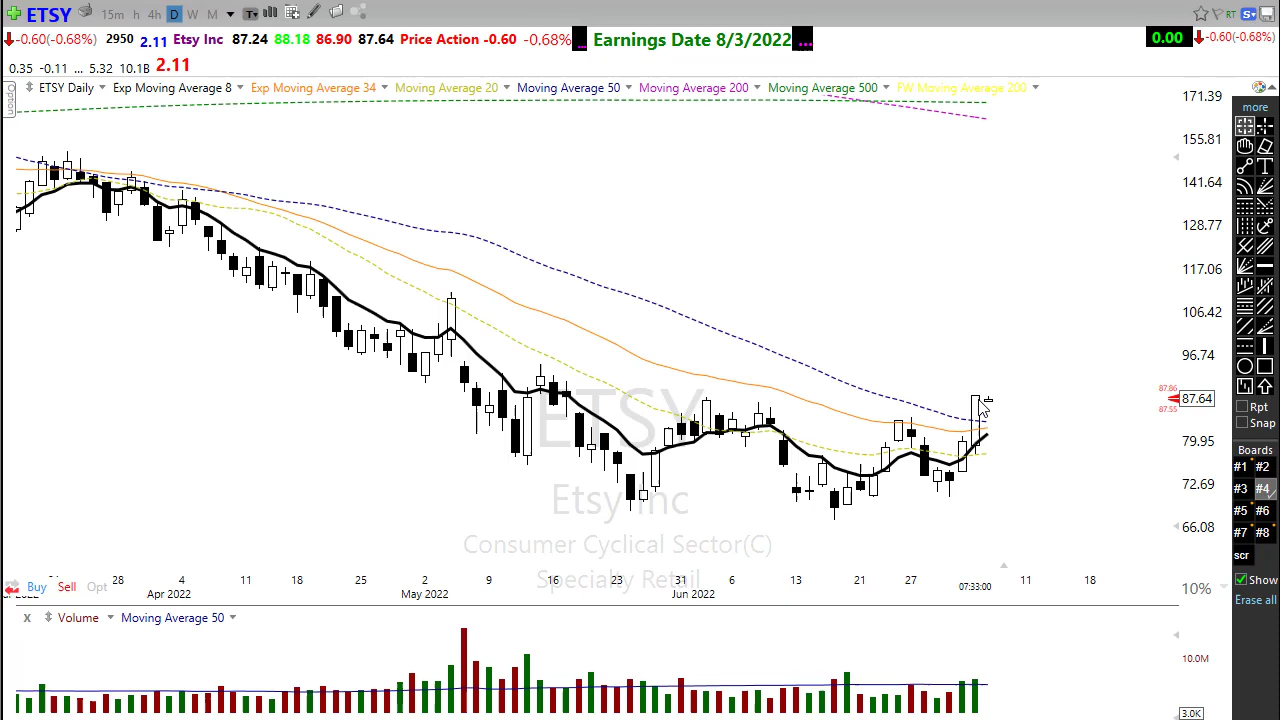 ETSY 15m h 4h D W M T RT S
-0.60(-0.68%) 2950 2.11 Etsy Inc 87.24 88.18 86.90 87.64 Price Action -0.60 -0.68% ... Earnings Date 8/3/2022 ... 0.00 -0.60(-0.68%)
0.35 -0.11 ... 5.32 10.1B 2.11
Option
ETSY Daily Exp Moving Average 8 Exp Moving Average 34 Moving Average 20 Moving Average 50 Moving Average 200 Moving Average 500 FW Moving Average 200
171.39
155.81
141.64
128.77
117.06
106.42
96.74
87.86
87.64
87.55
79.95
72.69
66.08
more
T
Rpt
Snap
Boards
#1 #2
#3 #4
#5 #6
#7 #8
scr
Show
Erase all
ETSY
Etsy Inc
Consumer Cyclical Sector(C)
Specialty Retail
28 4 11 18 25 2 9 16 23 31 6 13 21 27 11 18
Buy Sell Opt
Apr 2022 May 2022 Jun 2022 07:33:00
10%
X Volume Moving Average 50
10.0M
3.0K